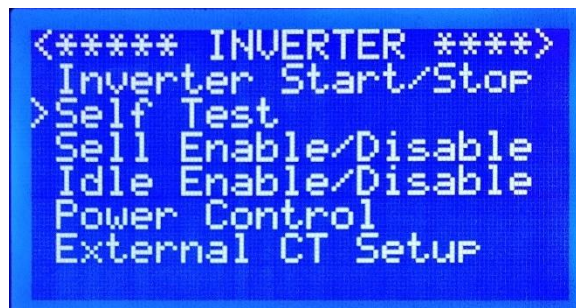 <***** INVERTER ****>
Inverter Start/Stop
>Self Test
Sell Enable/Disable
Idle Enable/Disable
Power Control
External CT Setup